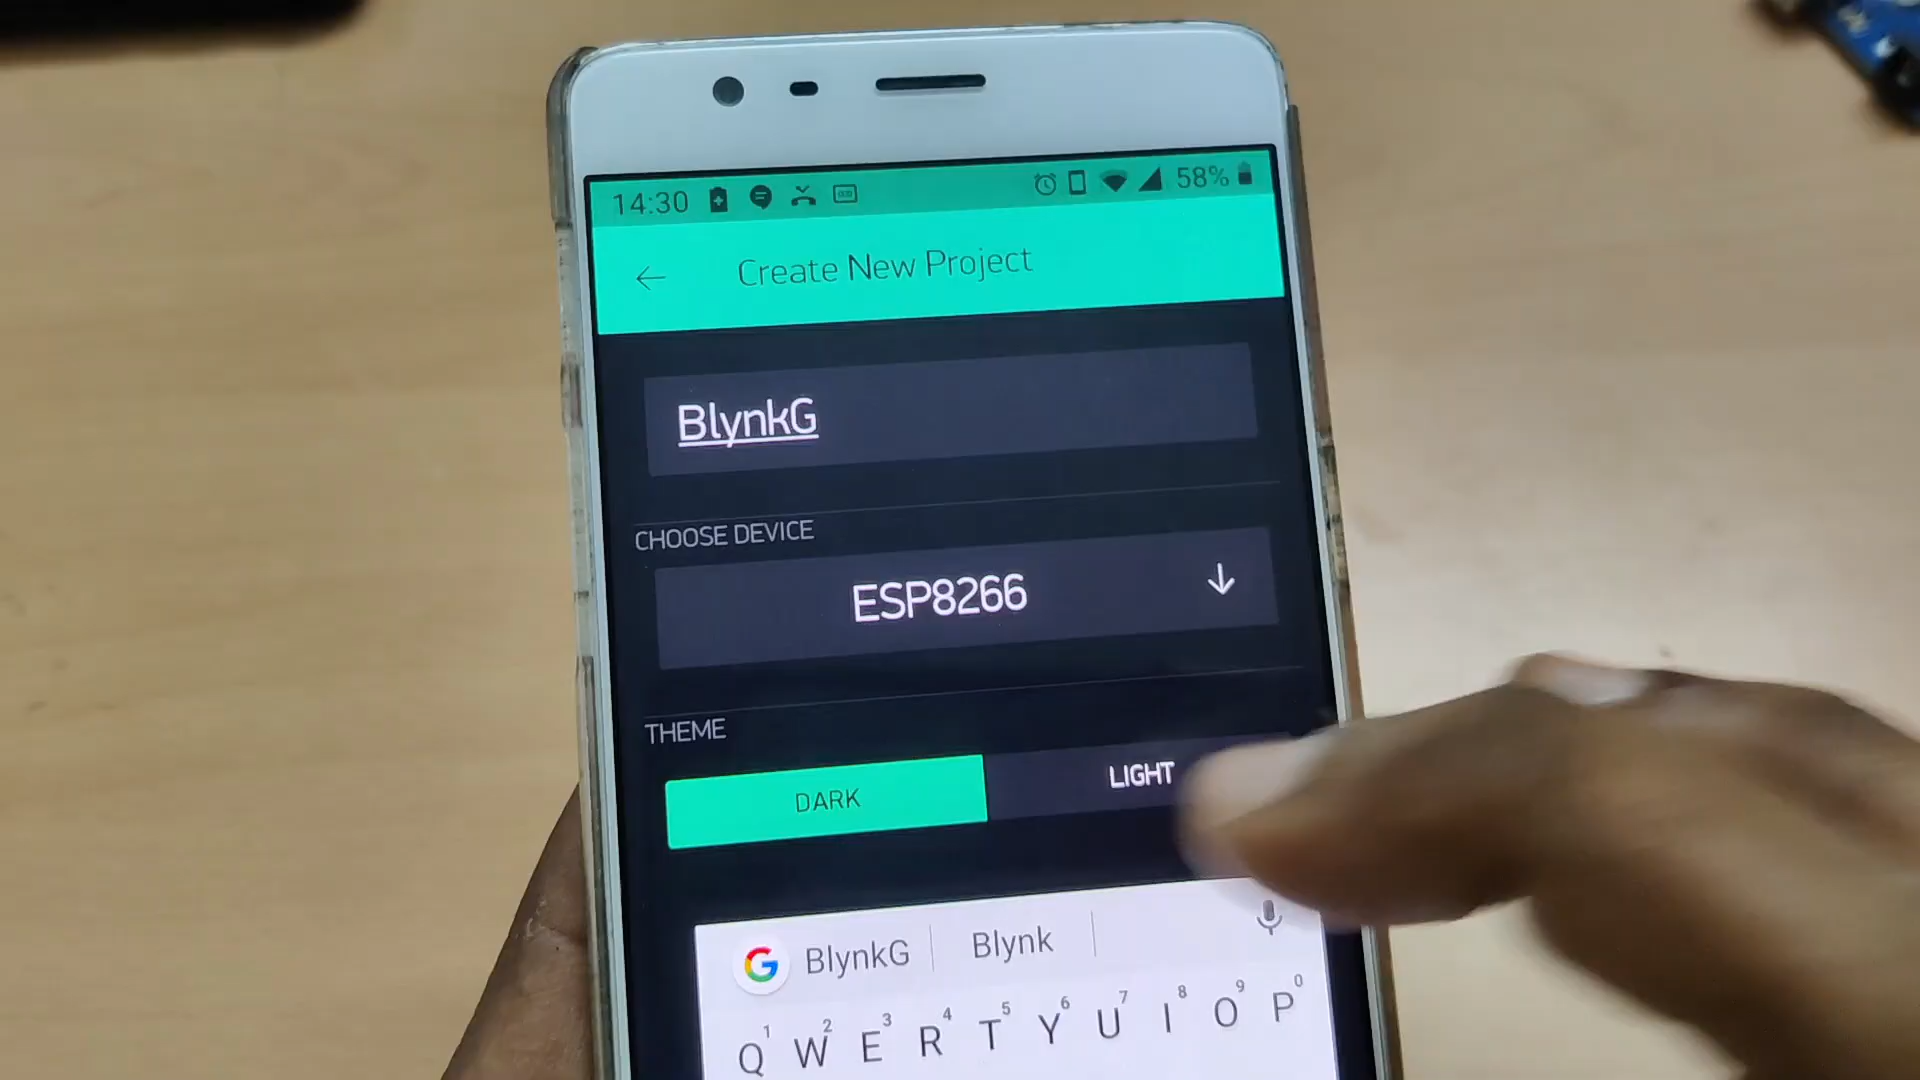 14:30 58%
Create New Project
BlynkG
CHOOSE DEVICE
ESP8266
THEME
DARK LIGHT
G BlynkG Blynk
1 2 3 4 5 6 7 8 9 0
Q W E R T Y U I O P